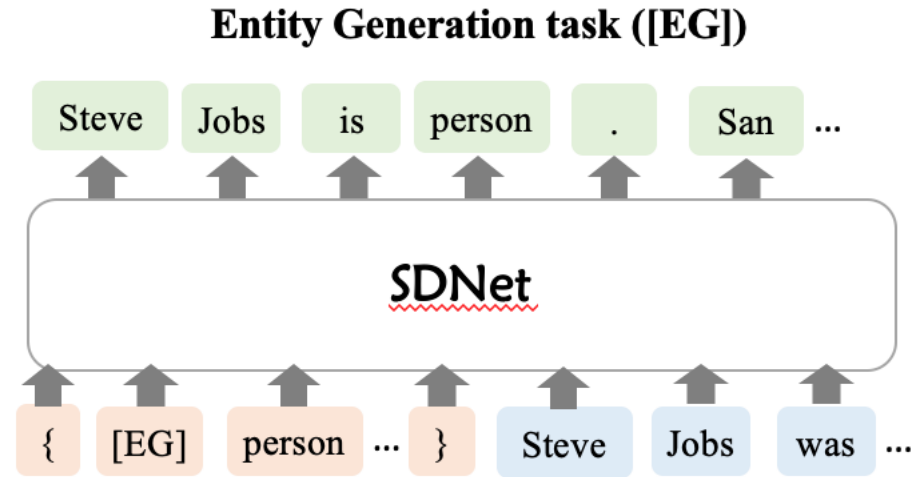 Entity Generation task ([EG])
Steve Jobs is person . San ...
SDNet
{ [EG] person ... } Steve Jobs was ...